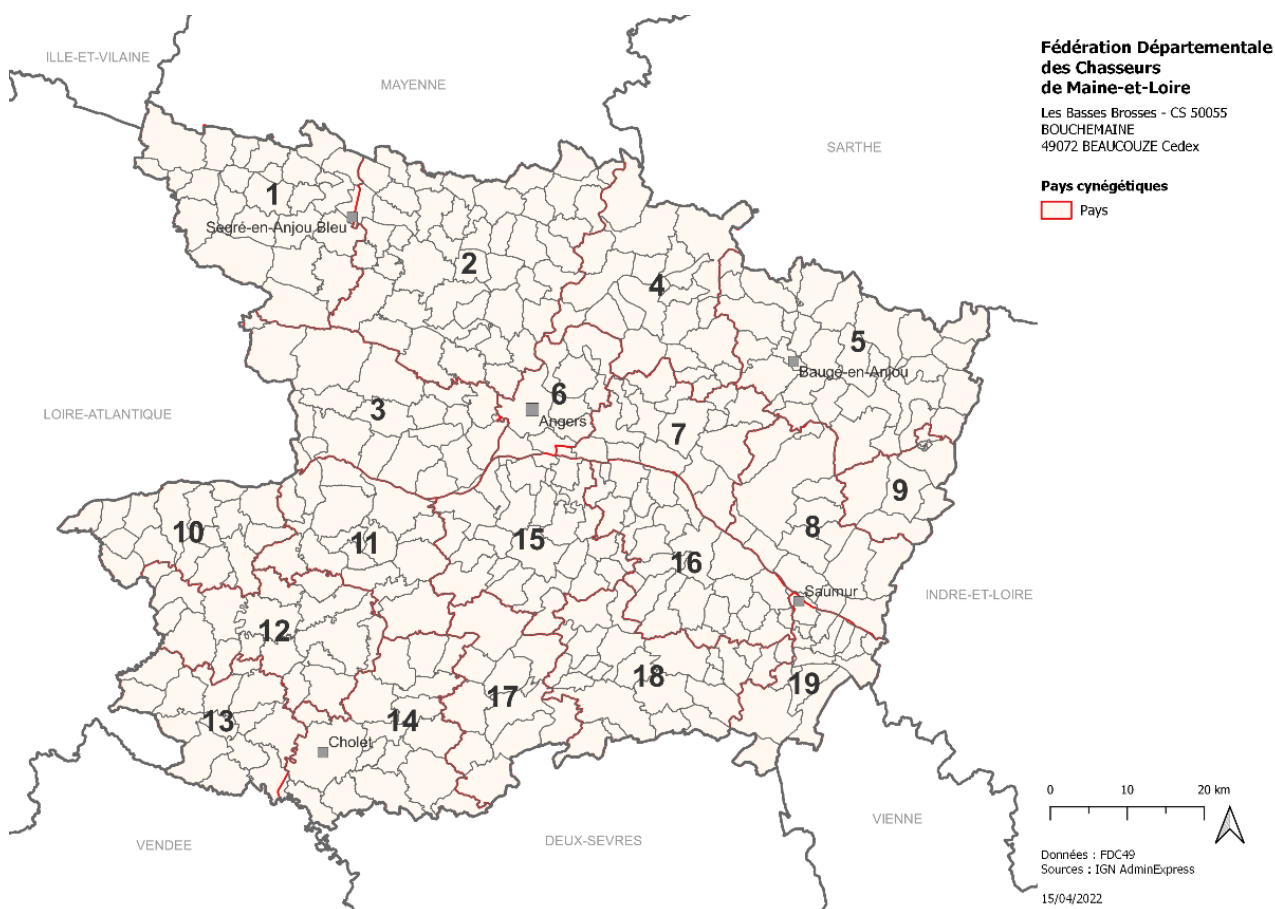 ILLE-ET-VILAINE
MAYENNE
SARTHE
Fédération Départementale
des Chasseurs
de Maine-et-Loire
Les Basses Brosses - CS 50055
BOUCHEMAINE
49072 BEAUCOUZE Cedex
Pays cynégétiques
Pays
1
Segré-en-Anjou Bleu
2
4
5
Baugé-en-Anjou
LOIRE-ATLANTIQUE
3
6
Angers
7
9
8
10
11
15
16
Saumur
INDRE-ET-LOIRE
12
13
14
17
18
19
Cholet
VENDEE
DEUX-SEVRES
VIENNE
0 10 20 km
Données : FDC49
Sources : IGN AdminExpress
15/04/2022